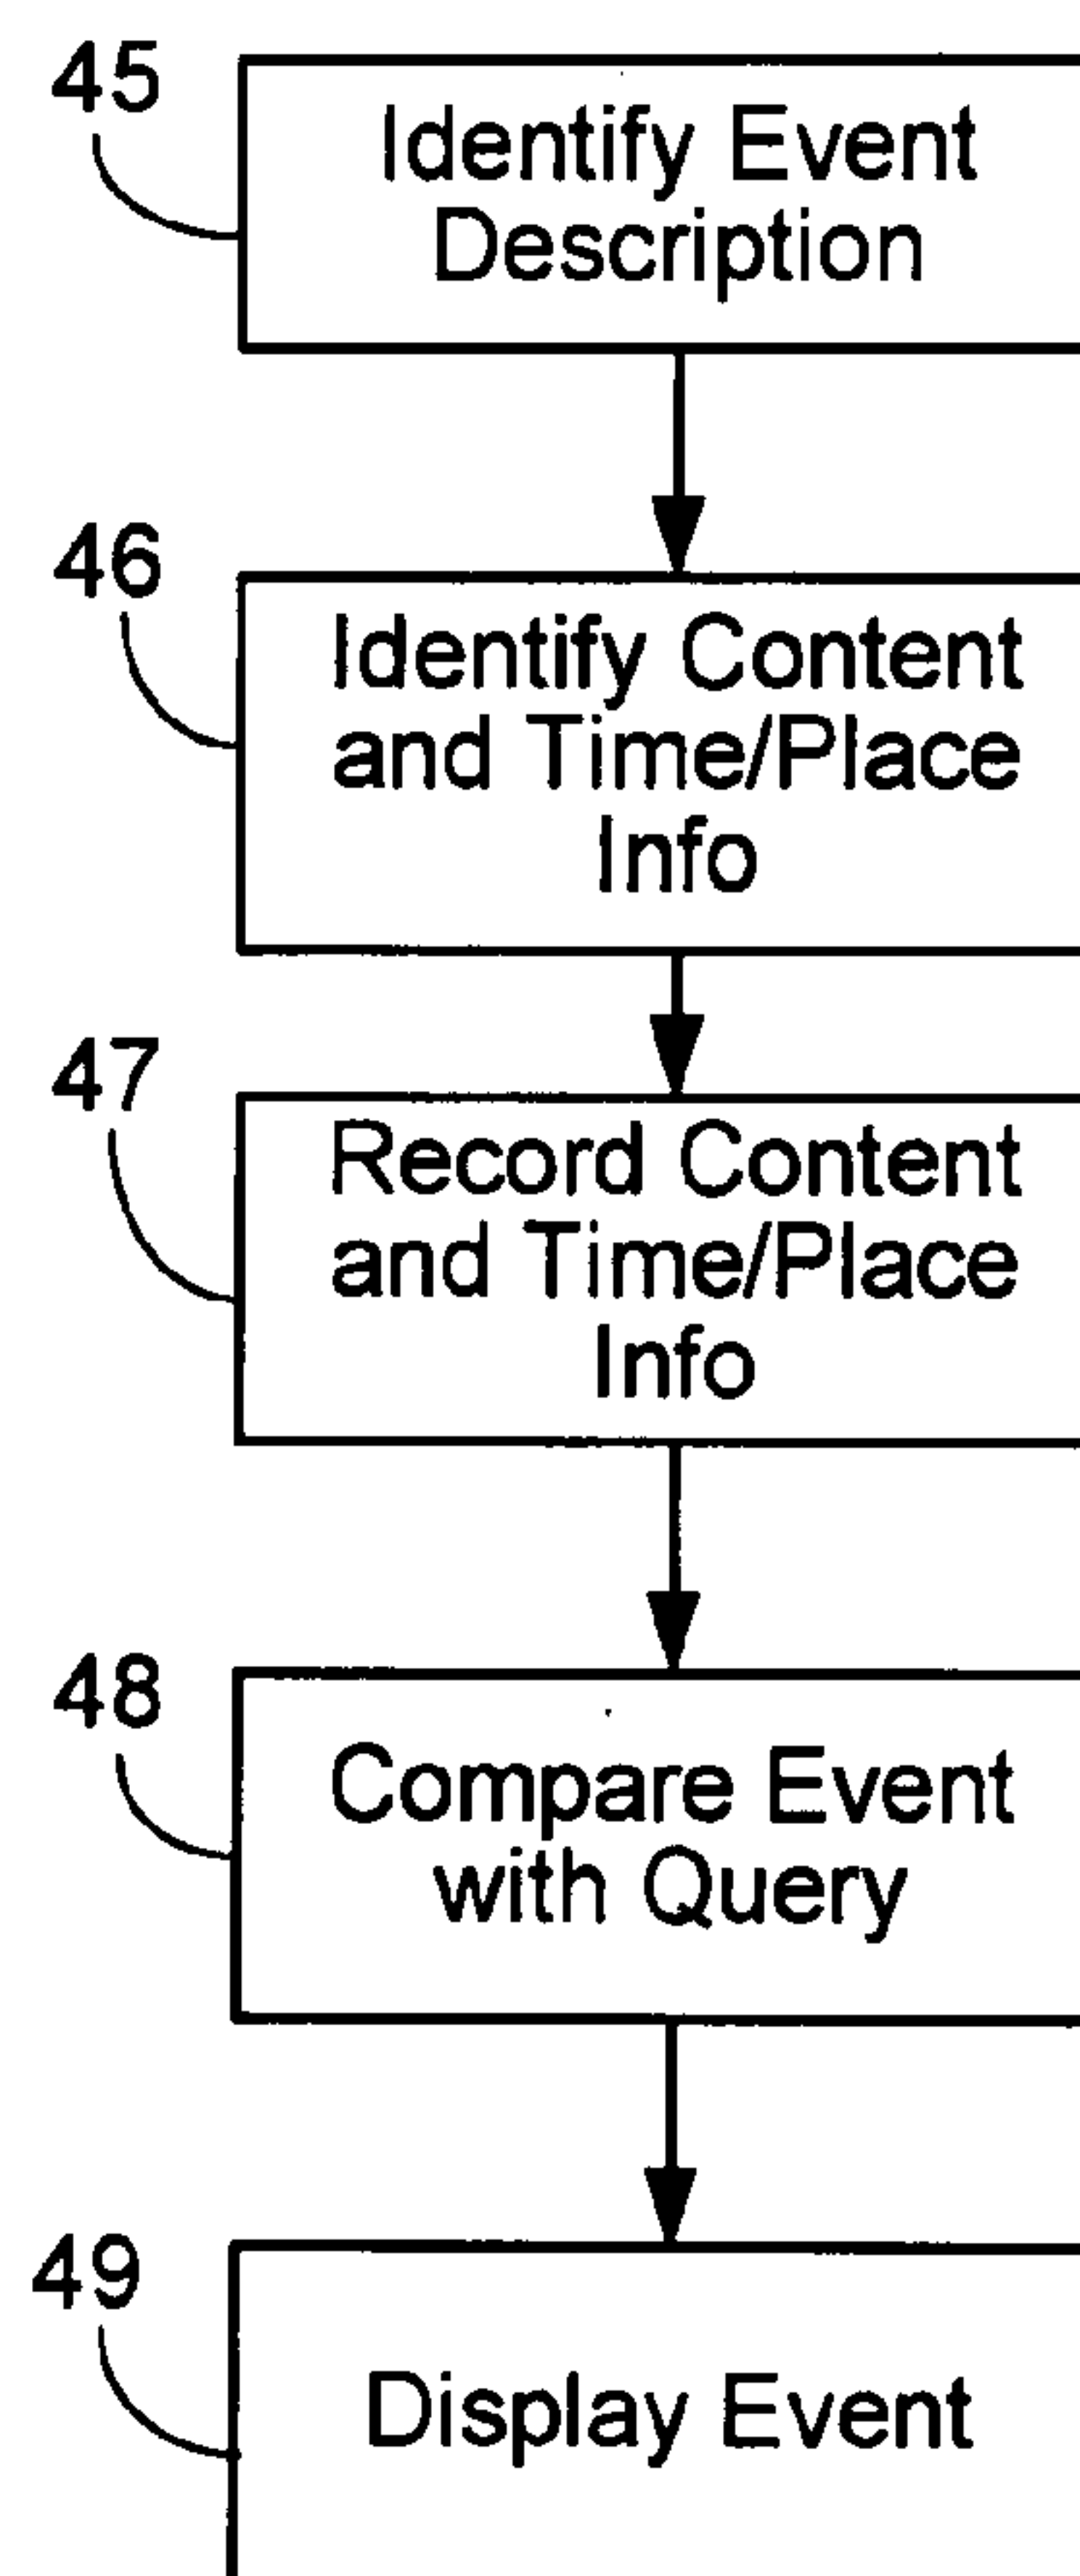 45
Identify Event
Description
46
Identify Content
and Time/Place
Info
47
Record Content
and Time/Place
Info
48
Compare Event
with Query
49
Display Event